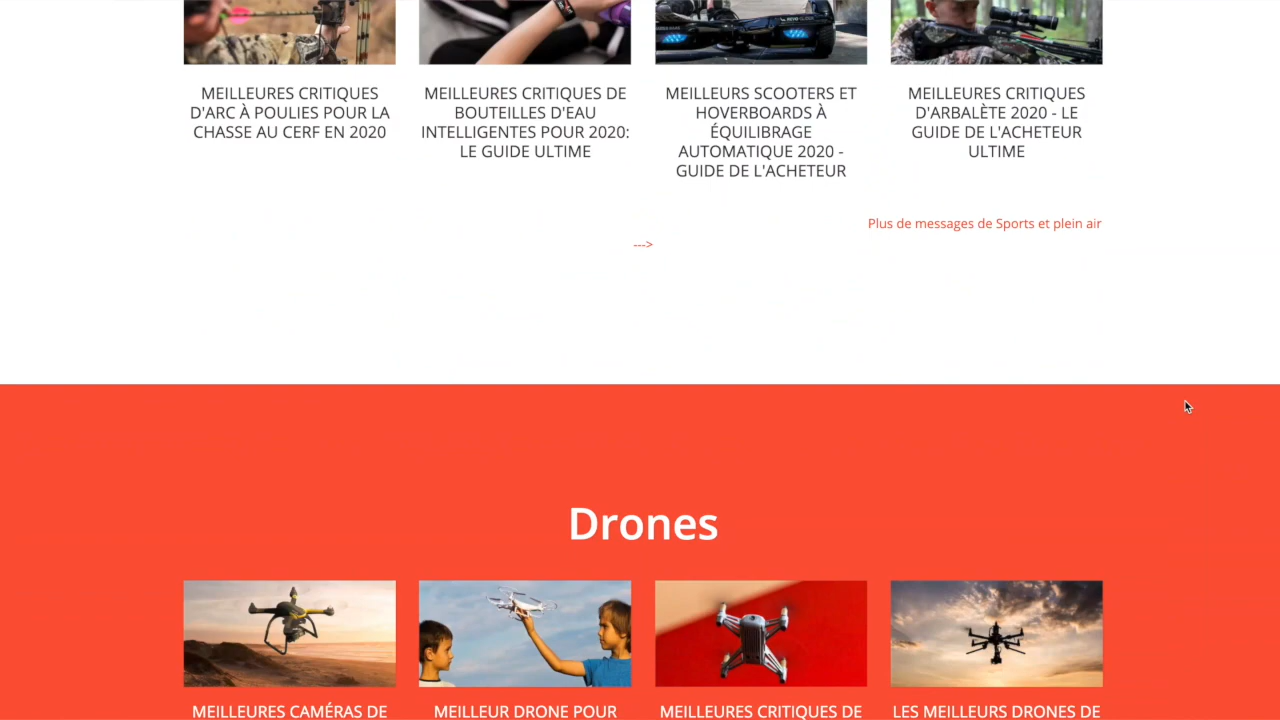 MEILLEURES CRITIQUES
D'ARC À POULIES POUR LA
CHASSE AU CERF EN 2020
MEILLEURES CRITIQUES DE
BOUTEILLES D'EAU
INTELLIGENTES POUR 2020:
LE GUIDE ULTIME
MEILLEURS SCOOTERS ET
HOVERBOARDS À
ÉQUILIBRAGE
AUTOMATIQUE 2020 -
GUIDE DE L'ACHETEUR
MEILLEURES CRITIQUES
D'ARBALÈTE 2020 - LE
GUIDE DE L'ACHETEUR
ULTIME
Plus de messages de Sports et plein air
--->
Drones
MEILLEURES CAMÉRAS DE
MEILLEUR DRONE POUR
MEILLEURES CRITIQUES DE
LES MEILLEURS DRONES DE